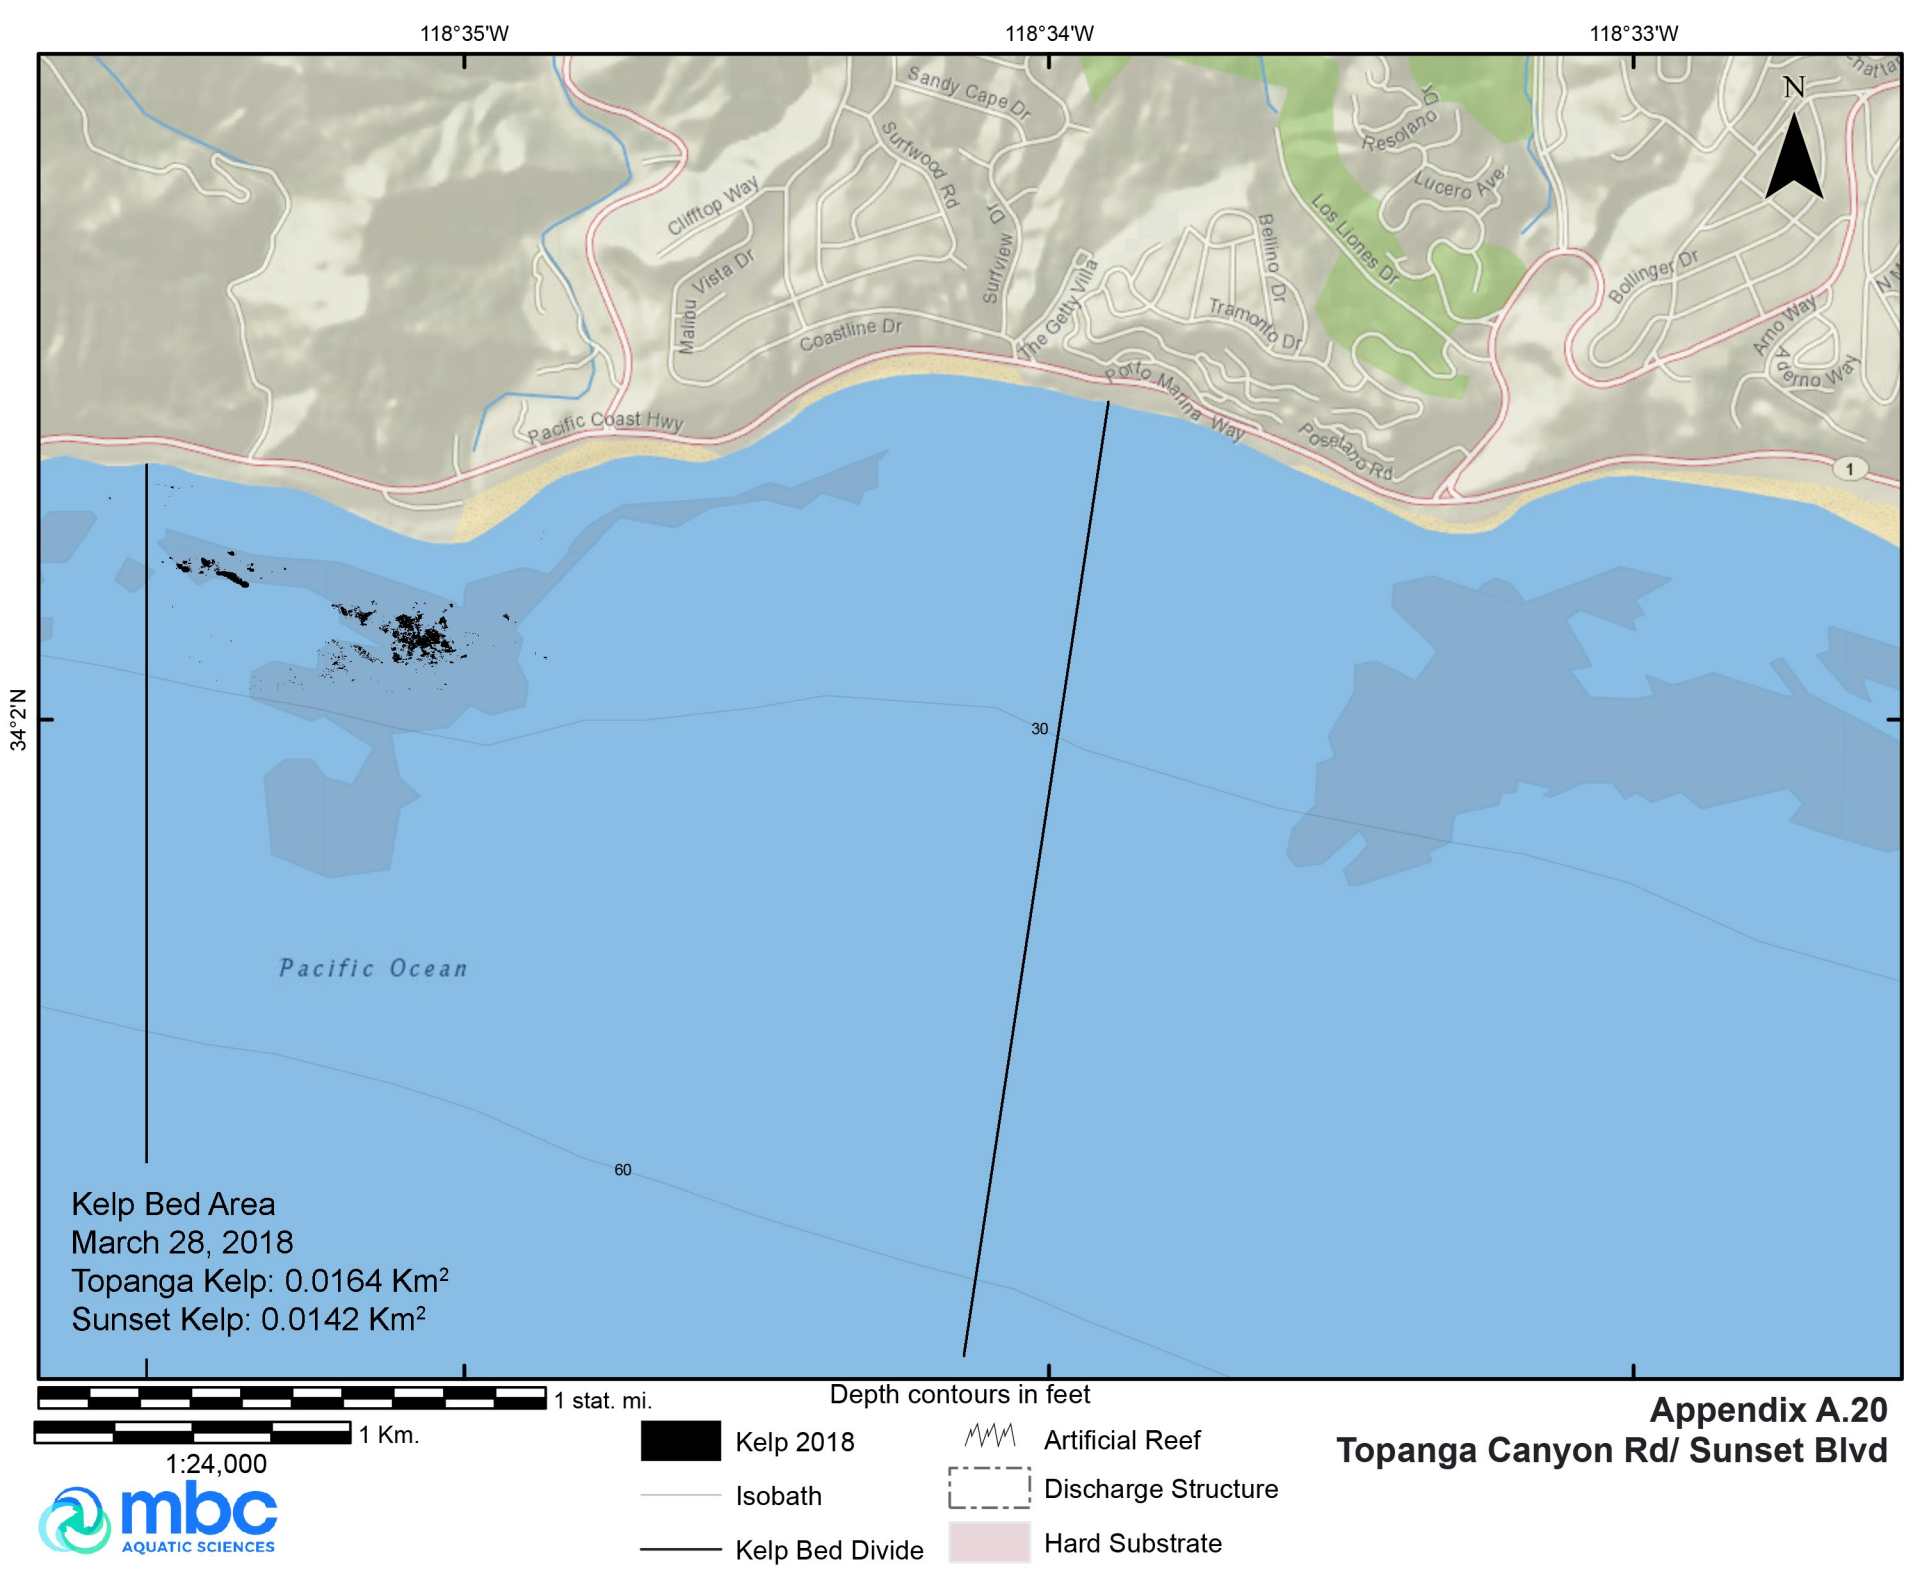 118°35'W
118°34'W
118°33'W
34°2'N
N
Sandy Cape Dr
Surfwood Rd
Clifftop Way
Surfview Dr
Malibu Vista Dr
Coastline Dr
The Getty Villa
Bellino Dr
Tramonto Dr
Los Liones Dr
Resolano Dr
Lucero Ave
Bollinger Dr
Arno Way
Aderno Way
Porto Marina Way
Posetano Rd
Pacific Coast Hwy
1
30
Pacific Ocean
60
Kelp Bed Area
March 28, 2018
Topanga Kelp: 0.0164 Km²
Sunset Kelp: 0.0142 Km²
1 stat. mi.
1 Km.
1:24,000
mbc
AQUATIC SCIENCES
Depth contours in feet
Kelp 2018
Isobath
Kelp Bed Divide
Artificial Reef
Discharge Structure
Hard Substrate
Appendix A.20
Topanga Canyon Rd/ Sunset Blvd